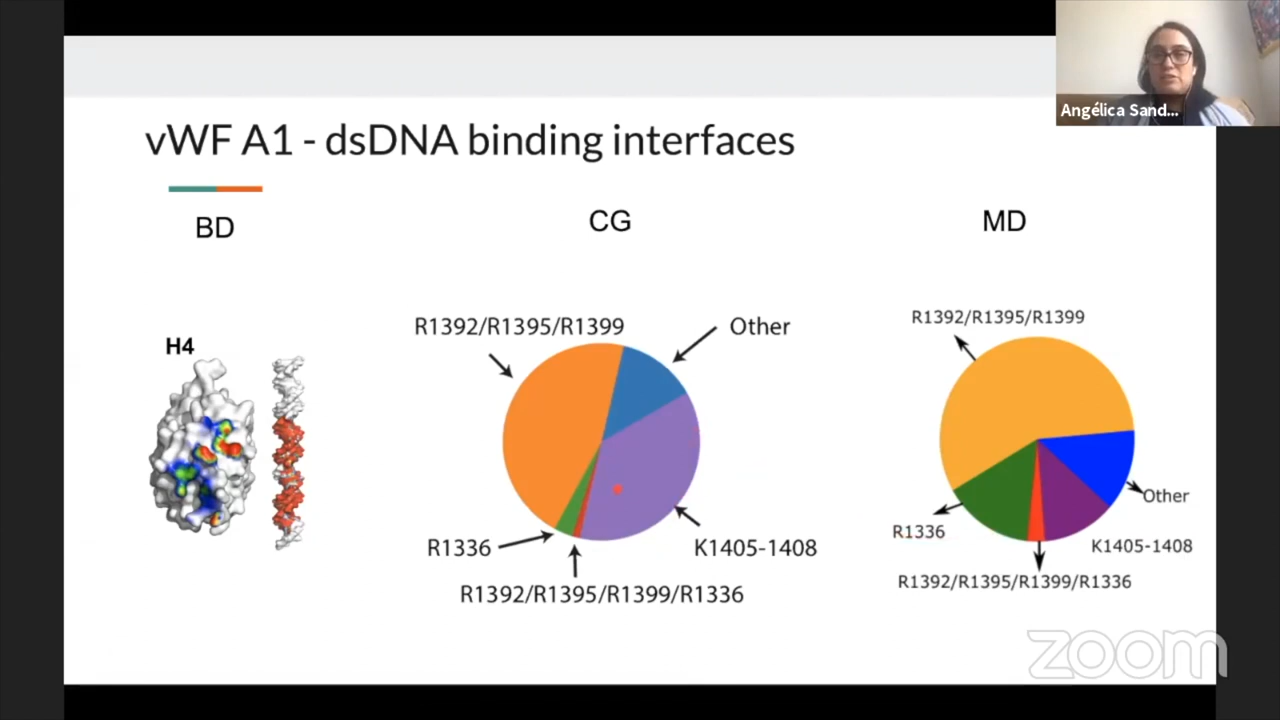 Angélica Sand...
vWF A1 - dsDNA binding interfaces
BD
CG
MD
H4
R1392/R1395/R1399
Other
R1336
K1405-1408
R1392/R1395/R1399/R1336
R1392/R1395/R1399
Other
R1336
K1405-1408
R1392/R1395/R1399/R1336
zoom